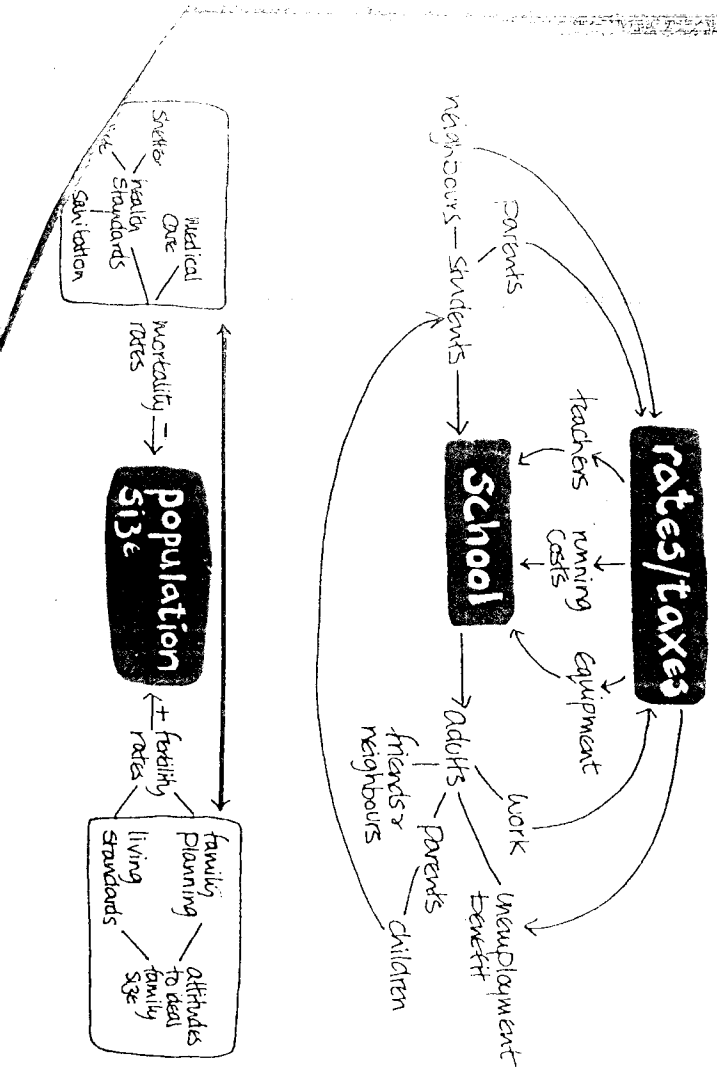 rates/taxes
teachers
running
costs
equipment
work
unemployment
benefit
parents
neighbours – students
school
adults
friends &
neighbours
parents
children
medical
care
shelter
health
standards
sanitation
mortality –
rates
population
size
+ fertility
rates
family
planning
living
standards
attitudes
to ideal
family
size